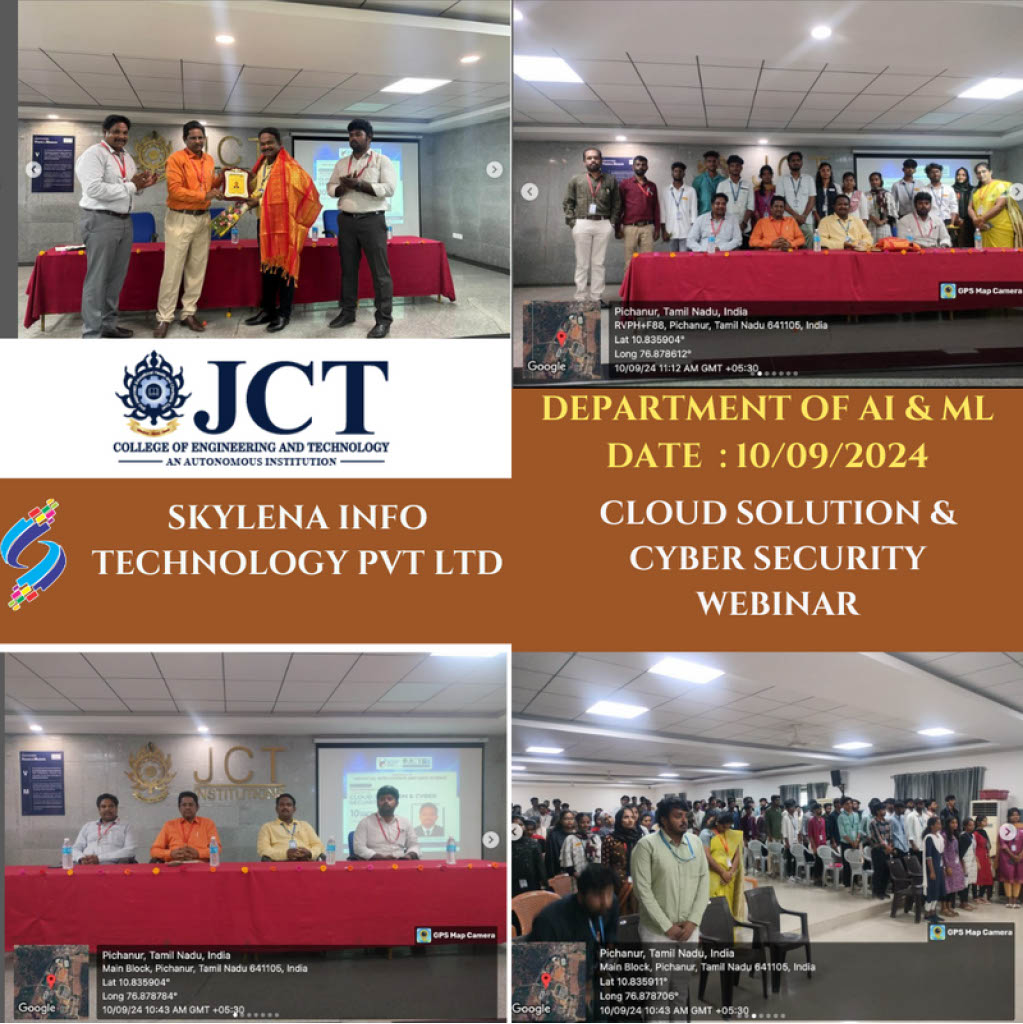 JCT
Pichanur, Tamil Nadu, India
RVPH+F88, Pichanur, Tamil Nadu 641105, India
Lat 10.835904°
Long 76.878612°
10/09/24 11:12 AM GMT +05:30
Google
GPS Map Camera
JCT
COLLEGE OF ENGINEERING AND TECHNOLOGY
AN AUTONOMOUS INSTITUTION
DEPARTMENT OF AI & ML
DATE : 10/09/2024
SKYLENA INFO
TECHNOLOGY PVT LTD
CLOUD SOLUTION &
CYBER SECURITY
WEBINAR
JCT
INSTITUTIONS
GPS Map Camera
Pichanur, Tamil Nadu, India
Main Block, Pichanur, Tamil Nadu 641105, India
Lat 10.835904°
Long 76.878784°
10/09/24 10:43 AM GMT +05:30
Google
GPS Map Camera
Pichanur, Tamil Nadu, India
Main Block, Pichanur, Tamil Nadu 641105, India
Lat 10.835911°
Long 76.878706°
10/09/24 10:43 AM GMT +05:30
Google